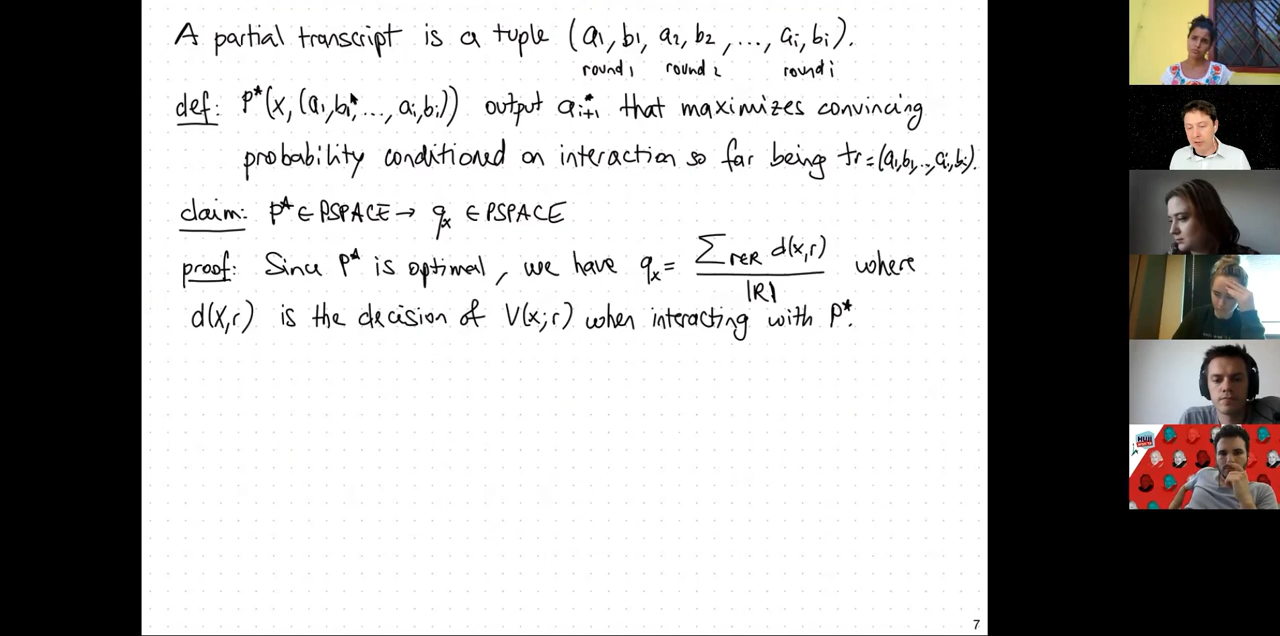 A partial transcript is a tuple (a₁, b₁, a₂, b₂, ..., aᵢ, bᵢ).
round 1 round 2 round i
def: P*(x, (a₁, b₁, ..., aᵢ, bᵢ)) output aᵢ₊₁* that maximizes convincing
probability conditioned on interaction so far being tr = (a₁, b₁, .., aᵢ, bᵢ).
claim: P* ∈ PSPACE → qₓ ∈ PSPACE
proof: Since P* is optimal, we have qₓ = ∑_{r∈R} d(x,r) / |R| where
d(x,r) is the decision of V(x;r) when interacting with P*.
7